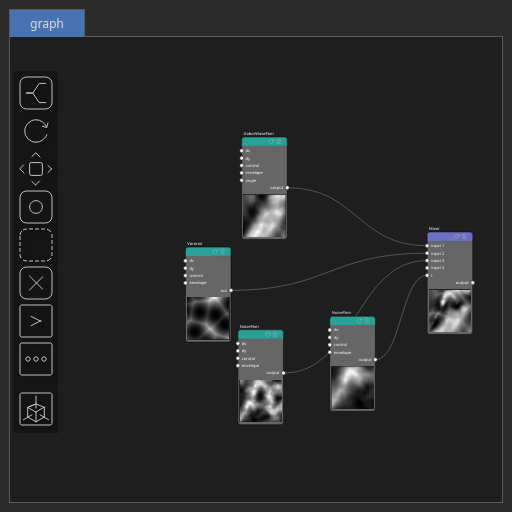 graph
GaborWaveFbm
dx
dy
control
envelope
angle
output
Voronoi
dx
dy
control
envelope
out
NoiseFbm
dx
dy
control
envelope
output
NoiseFbm
dx
dy
control
envelope
output
Mixer
input 1
input 2
input 3
input 4
t
output